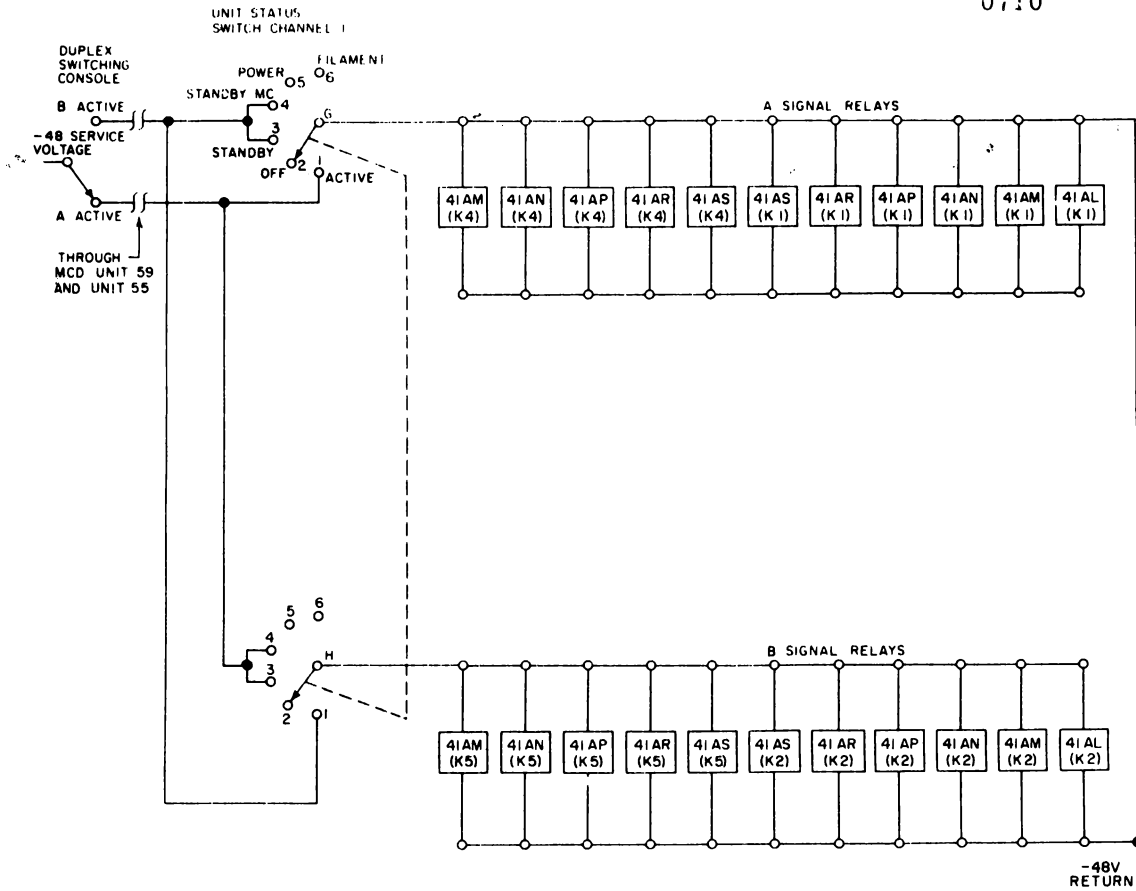 UNIT STATUS
SWITCH CHANNEL 1
DUPLEX
SWITCHING
CONSOLE
FILAMENT
POWER 5 6
STANDBY MC 4
B ACTIVE
G
A SIGNAL RELAYS
-48 SERVICE
VOLTAGE
3
STANDBY
OFF 2
1
ACTIVE
A ACTIVE
THROUGH
MCD UNIT 59
AND UNIT 55
41AM (K4)
41AN (K4)
41AP (K4)
41AR (K4)
41AS (K4)
41AS (K1)
41AR (K1)
41AP (K1)
41AN (K1)
41AM (K1)
41AL (K1)
6
5
4
3
H
2
1
B SIGNAL RELAYS
41AM (K5)
41AN (K5)
41AP (K5)
41AR (K5)
41AS (K5)
41AS (K2)
41AR (K2)
41AP (K2)
41AN (K2)
41AM (K2)
41AL (K2)
-48V
RETURN